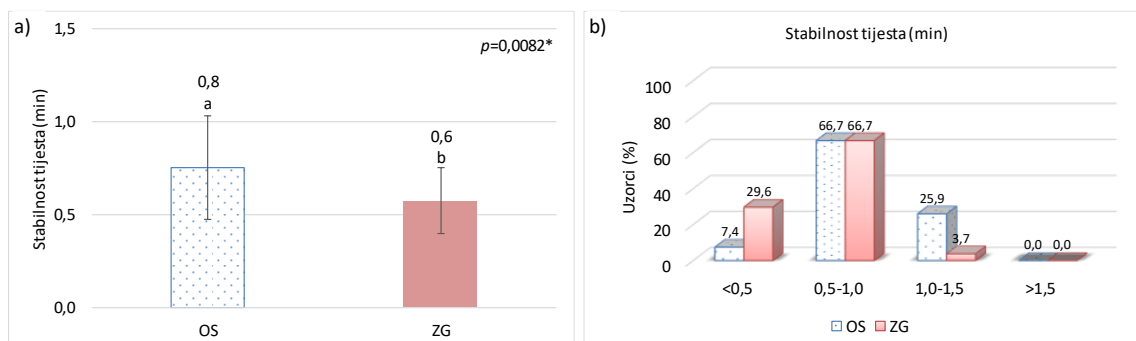 a)
p=0,0082*
Stabilnost tijesta (min)
1,5
1,0
0,5
0,0
0,8
a
0,6
b
OS
ZG
b)
Stabilnost tijesta (min)
Uzorci (%)
100
80
60
40
20
0
7,4
29,6
66,7
66,7
25,9
3,7
0,0
0,0
<0,5
0,5-1,0
1,0-1,5
>1,5
OS
ZG